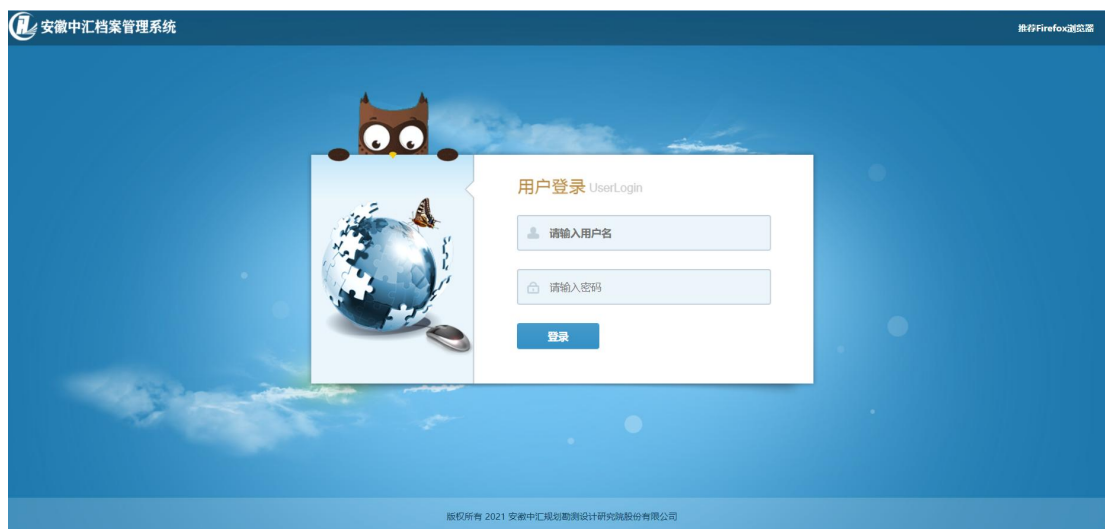 安徽中汇档案管理系统
推荐Firefox浏览器
用户登录 UserLogin
请输入用户名
请输入密码
登录
版权所有 2021 安徽中汇规划勘测设计研究院股份有限公司